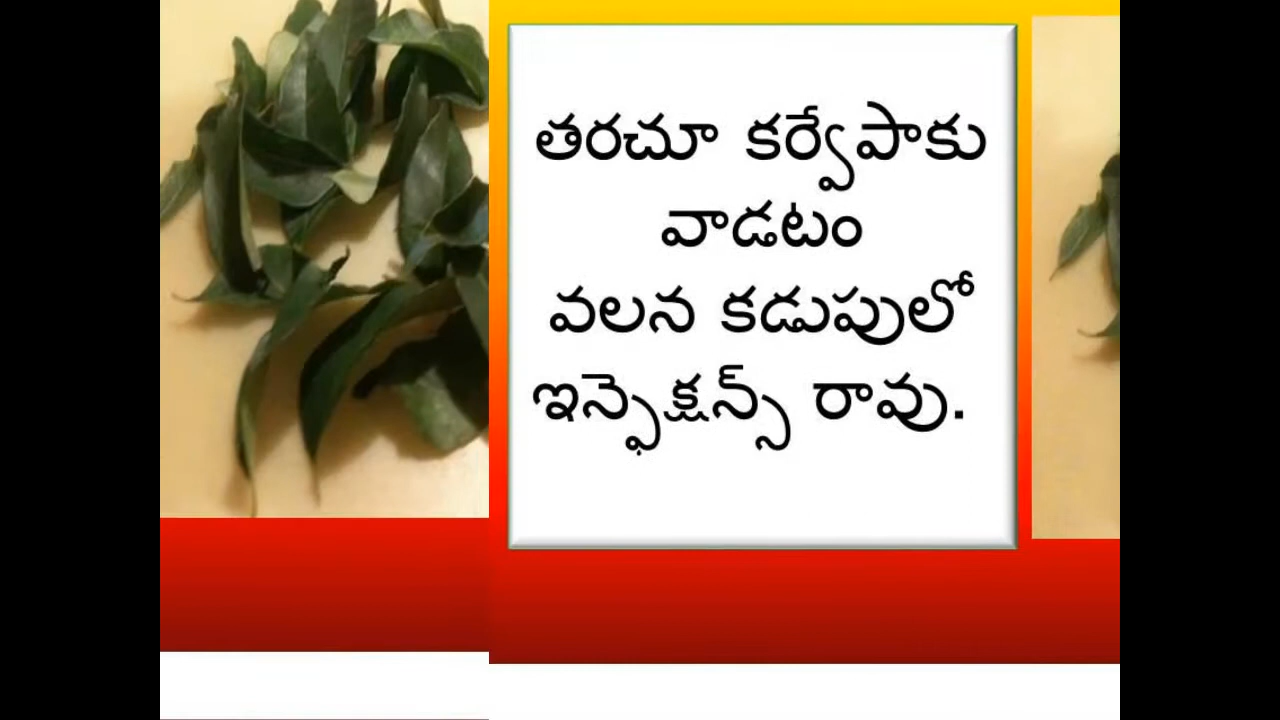 తరచూ కర్వేపాకు
వాడటం
వలన కడుపులో
ఇన్ఫెక్షన్స్ రావు.